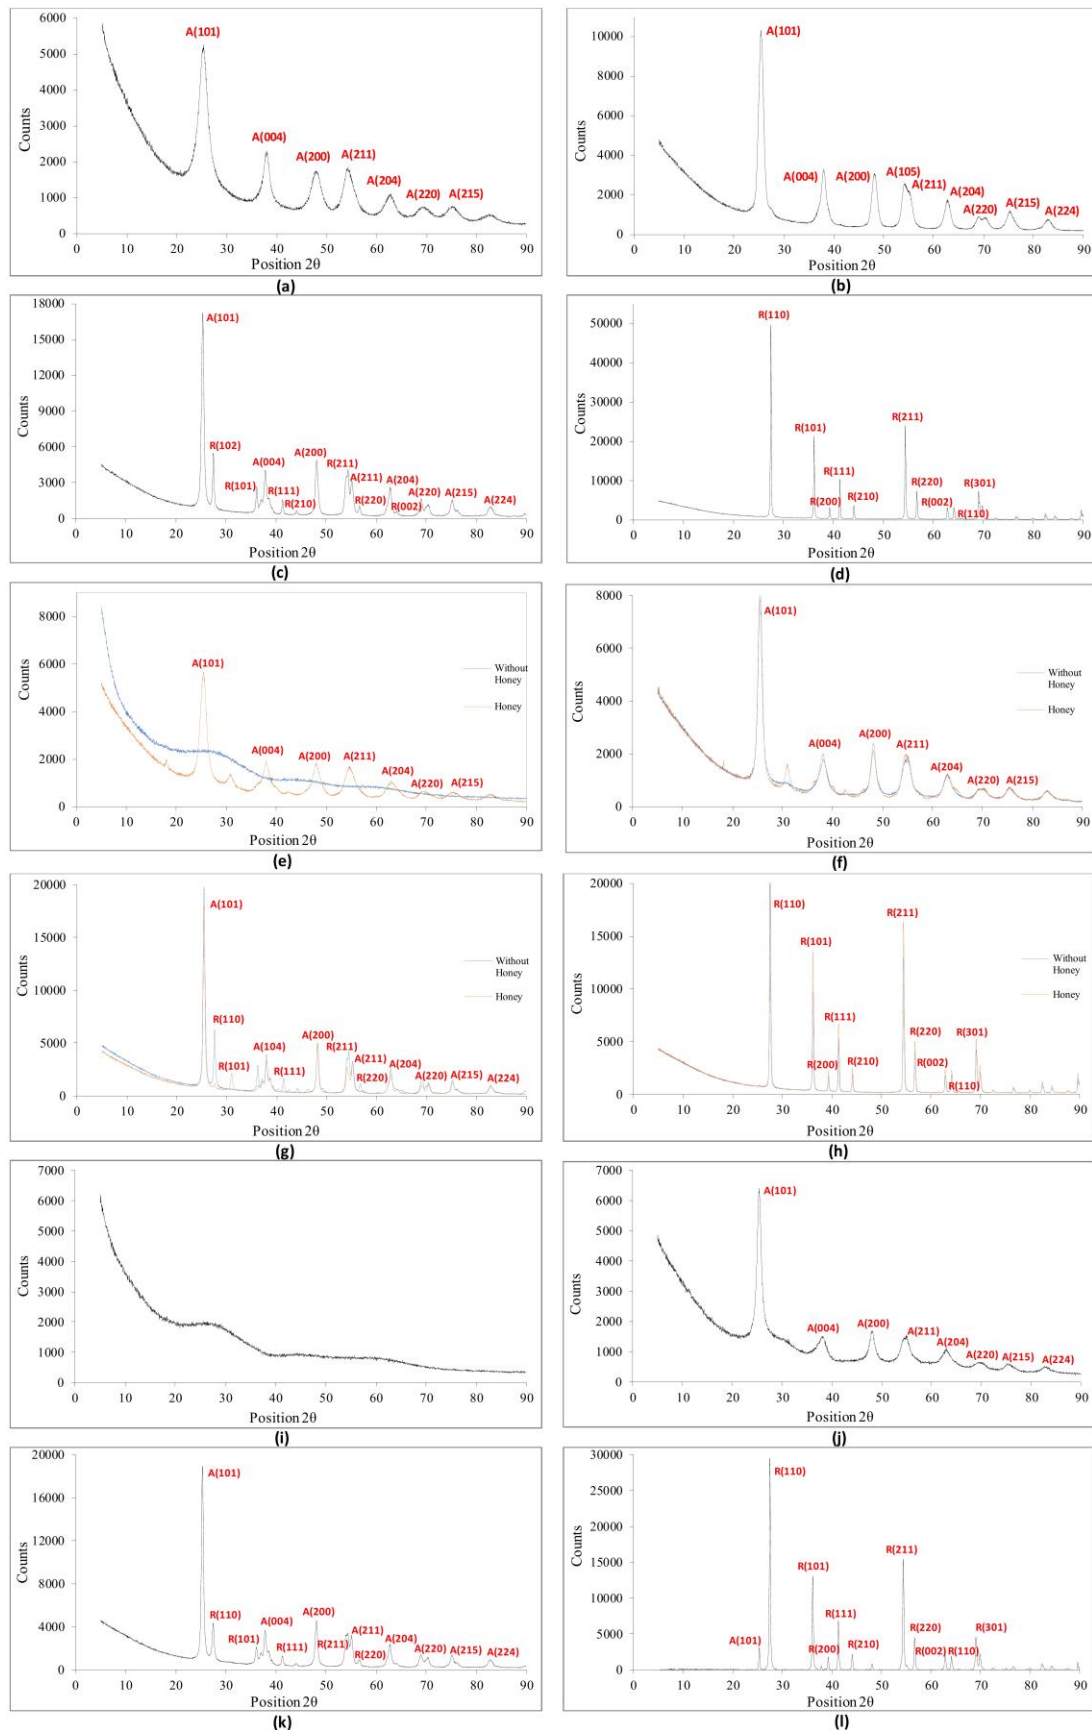 6000
5000
4000
3000
2000
1000
0
Counts
A(101)
A(004)
A(200)
A(211)
A(204)
A(220)
A(215)
0 10 20 30 40 50 60 70 80 90
Position 2θ
(a)
10000
8000
6000
4000
2000
0
Counts
A(101)
A(004)
A(200)
A(105)
A(211)
A(204)
A(220)
A(215)
A(224)
0 10 20 30 40 50 60 70 80 90
Position 2θ
(b)
18000
15000
12000
9000
6000
3000
0
Counts
A(101)
R(102)
R(101)
A(004)
R(111)
R(210)
A(200)
R(211)
A(211)
R(220)
A(204)
R(002)
A(220)
A(215)
A(224)
0 10 20 30 40 50 60 70 80 90
Position 2θ
(c)
50000
40000
30000
20000
10000
0
Counts
R(110)
R(101)
R(200)
R(111)
R(210)
R(211)
R(220)
R(002)
R(110)
R(301)
0 10 20 30 40 50 60 70 80 90
Position 2θ
(d)
8000
6000
4000
2000
0
Counts
A(101)
A(004)
A(200)
A(211)
A(204)
A(220)
A(215)
Without
Honey
Honey
0 10 20 30 40 50 60 70 80 90
Position 2θ
(e)
8000
6000
4000
2000
0
Counts
A(101)
A(004)
A(200)
A(211)
A(204)
A(220)
A(215)
Without
Honey
Honey
0 10 20 30 40 50 60 70 80 90
Position 2θ
(f)
20000
15000
10000
5000
0
Counts
A(101)
R(110)
R(101)
A(104)
R(111)
A(200)
R(211)
A(211)
R(220)
A(204)
A(220)
A(215)
A(224)
Without
Honey
Honey
0 10 20 30 40 50 60 70 80 90
Position 2θ
(g)
20000
15000
10000
5000
0
Counts
R(110)
R(101)
R(200)
R(111)
R(210)
R(211)
R(220)
R(002)
R(110)
R(301)
Without
Honey
Honey
0 10 20 30 40 50 60 70 80 90
Position 2θ
(h)
7000
6000
5000
4000
3000
2000
1000
0
Counts
0 10 20 30 40 50 60 70 80 90
Position 2θ
(i)
7000
6000
5000
4000
3000
2000
1000
0
Counts
A(101)
A(004)
A(200)
A(211)
A(204)
A(220)
A(215)
A(224)
0 10 20 30 40 50 60 70 80 90
Position 2θ
(j)
20000
16000
12000
8000
4000
0
Counts
A(101)
R(110)
R(101)
A(004)
R(111)
A(200)
R(211)
A(211)
R(220)
A(204)
A(220)
A(215)
A(224)
0 10 20 30 40 50 60 70 80 90
Position 2θ
(k)
30000
25000
20000
15000
10000
5000
0
Counts
A(101)
R(110)
R(101)
R(200)
R(111)
R(210)
R(211)
R(220)
R(002)
R(110)
R(301)
0 10 20 30 40 50 60 70 80 90
Position 2θ
(l)